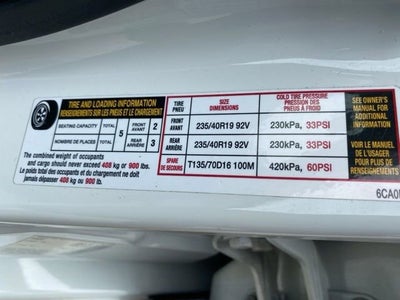 TIRE AND LOADING INFORMATION
RENSEIGNEMENTS SUR LES PNEUS ET LE CHARGEMENT
SEATING CAPACITY TOTAL 5 FRONT AVANT 2
NOMBRE DE PLACES TOTAL REAR ARRIÈRE 3
The combined weight of occupants
and cargo should never exceed 408 kg or 900 lbs.
Le poids total des occupants et du chargement ne doit
jamais dépasser 408 kg ou 900 lb.
TIRE PNEU SIZE DIMENSIONS COLD TIRE PRESSURE PRESSION DES PNEUS À FROID
FRONT AVANT 235/40R19 92V 230kPa, 33PSI
REAR ARRIÈRE 235/40R19 92V 230kPa, 33PSI
SPARE DE SECOURS T135/70D16 100M 420kPa, 60PSI
SEE OWNER'S
MANUAL FOR
ADDITIONAL
INFORMATION
VOIR LE MANUEL
DE L'USAGER
POUR PLUS DE
RENSEIGNEMENTS